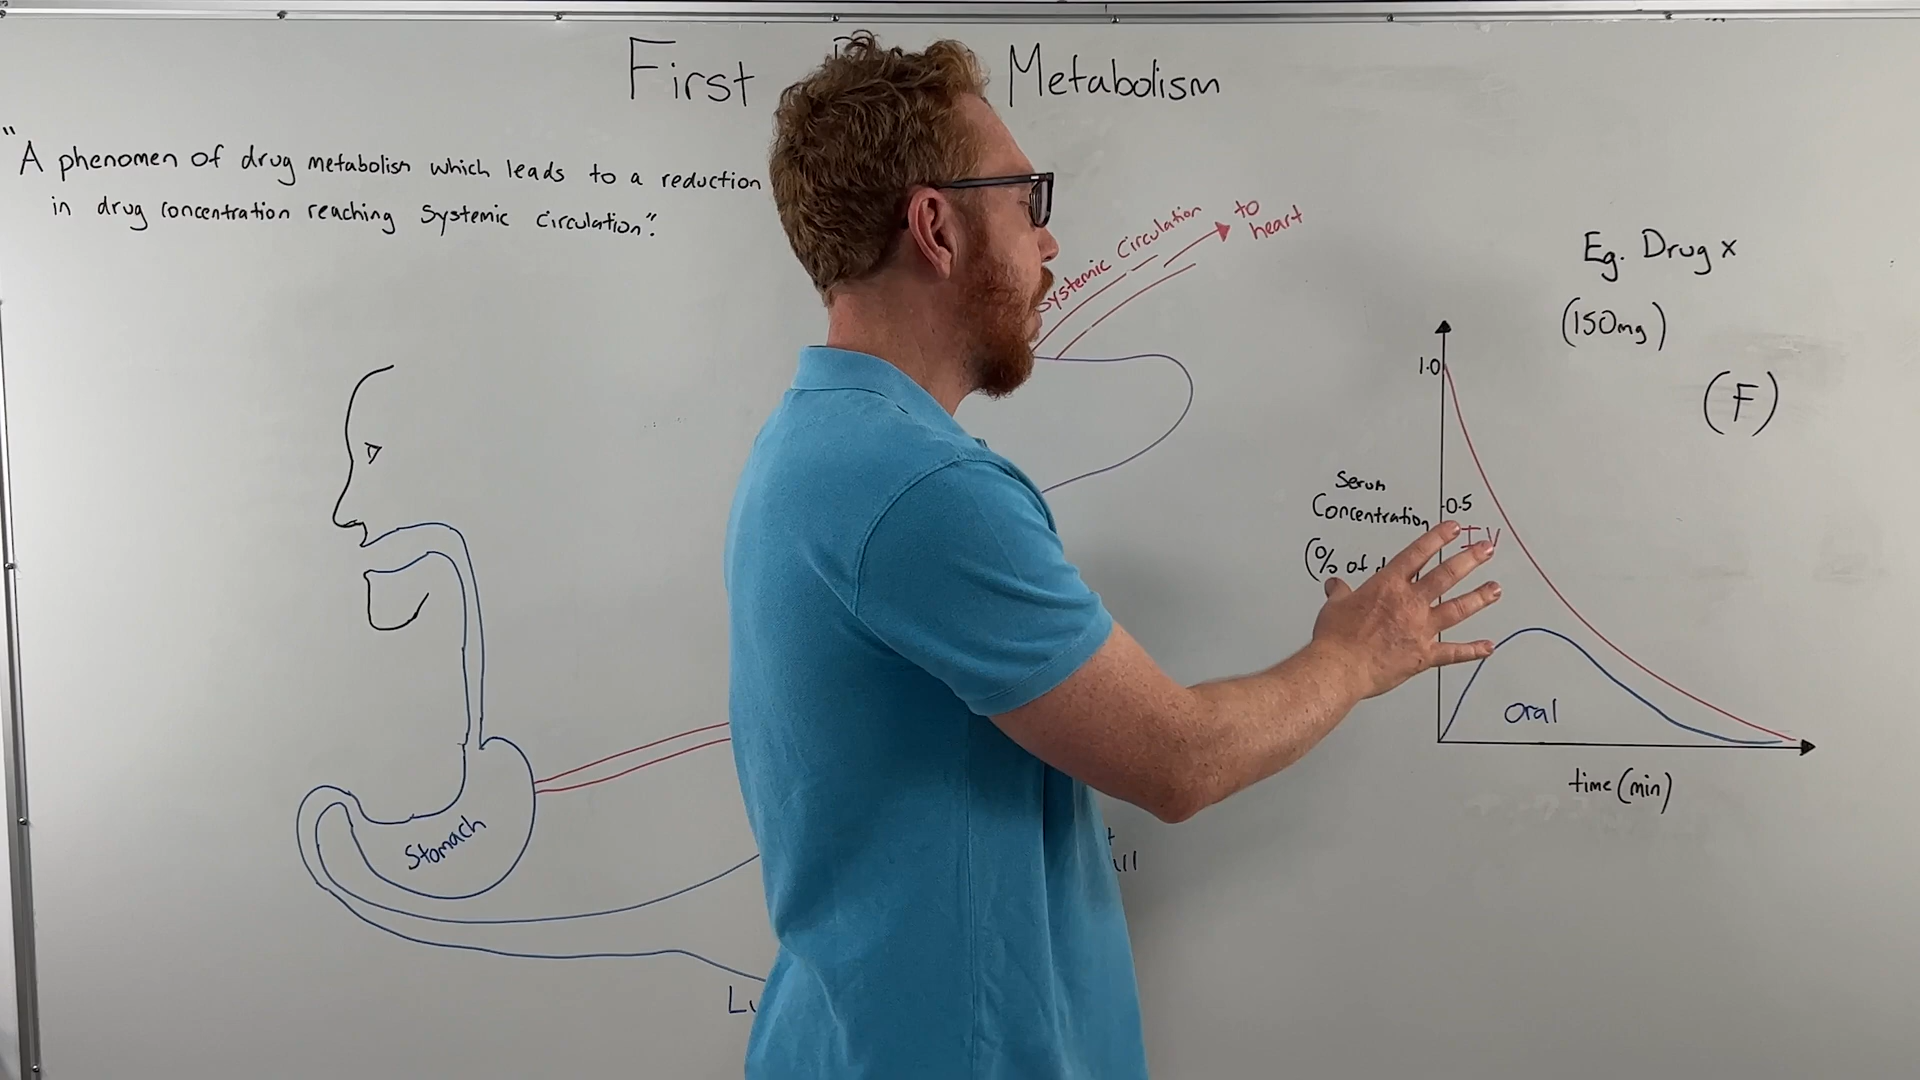 First Metabolism
"A phenomen of drug metabolism which leads to a reduction
in drug concentration reaching Systemic Circulation".
Systemic Circulation
to
heart
Eg. Drug x
(150mg)
(F)
1.0
0.5
Serum
Concentration
(% of
IV
Oral
time (min)
Stomach